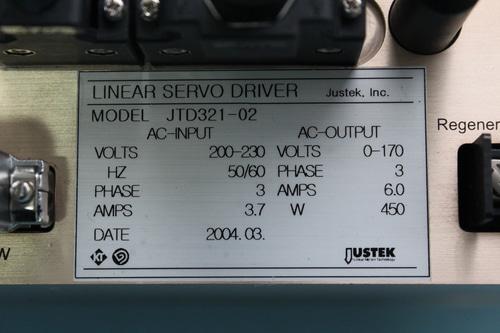 LINEAR SERVO DRIVER Justek, Inc.
MODEL JTD321-02
AC-INPUT AC-OUTPUT
VOLTS 200-230 VOLTS 0-170
HZ 50/60 PHASE 3
PHASE 3 AMPS 6.0
AMPS 3.7 W 450
DATE 2004.03.
JUSTEK
Regener
W